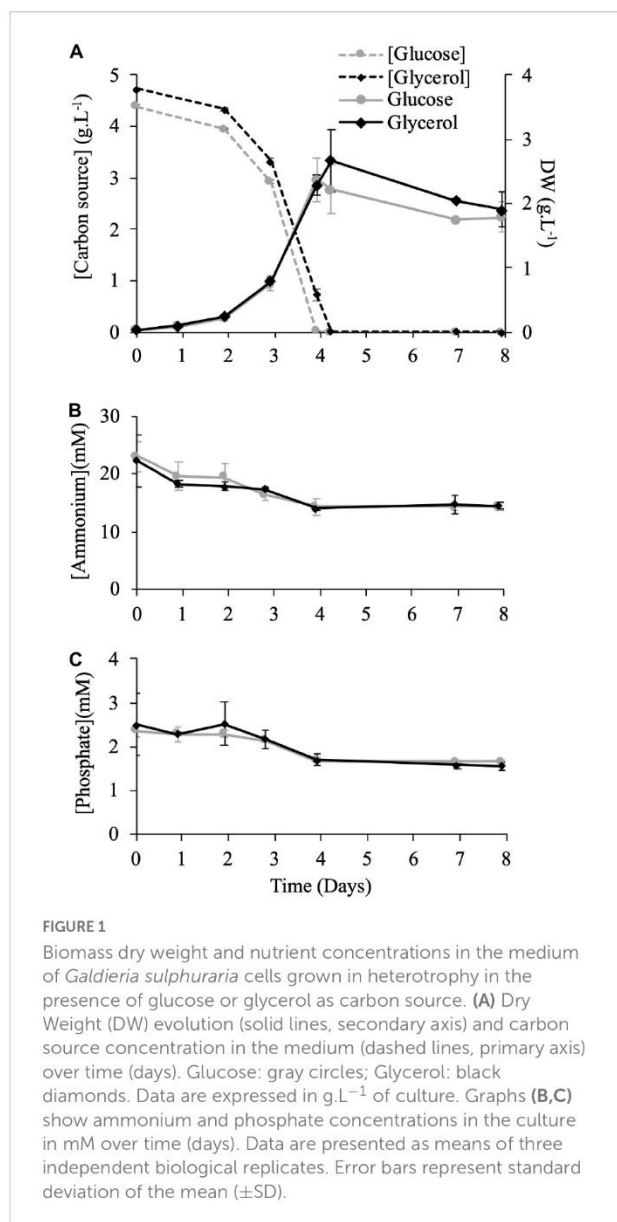 A
[Glucose]
[Glycerol]
Glucose
Glycerol
[Carbon source] (g.L-1)
5
4
3
2
1
0
DW (g.L-1)
4
3
2
1
0
0 1 2 3 4 5 6 7 8
B
[Ammonium](mM)
30
20
10
0
0 1 2 3 4 5 6 7 8
C
[Phosphate](mM)
4
3
2
1
0
0 1 2 3 4 5 6 7 8
Time (Days)
FIGURE 1
Biomass dry weight and nutrient concentrations in the medium
of Galdieria sulphuraria cells grown in heterotrophy in the
presence of glucose or glycerol as carbon source. (A) Dry
Weight (DW) evolution (solid lines, secondary axis) and carbon
source concentration in the medium (dashed lines, primary axis)
over time (days). Glucose: gray circles; Glycerol: black
diamonds. Data are expressed in g.L−1 of culture. Graphs (B,C)
show ammonium and phosphate concentrations in the culture
in mM over time (days). Data are presented as means of three
independent biological replicates. Error bars represent standard
deviation of the mean (±SD).